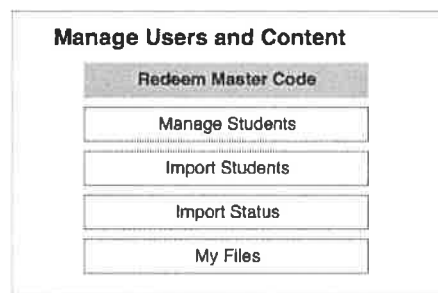 Manage Users and Content
Redeem Master Code
Manage Students
Import Students
Import Status
My Files